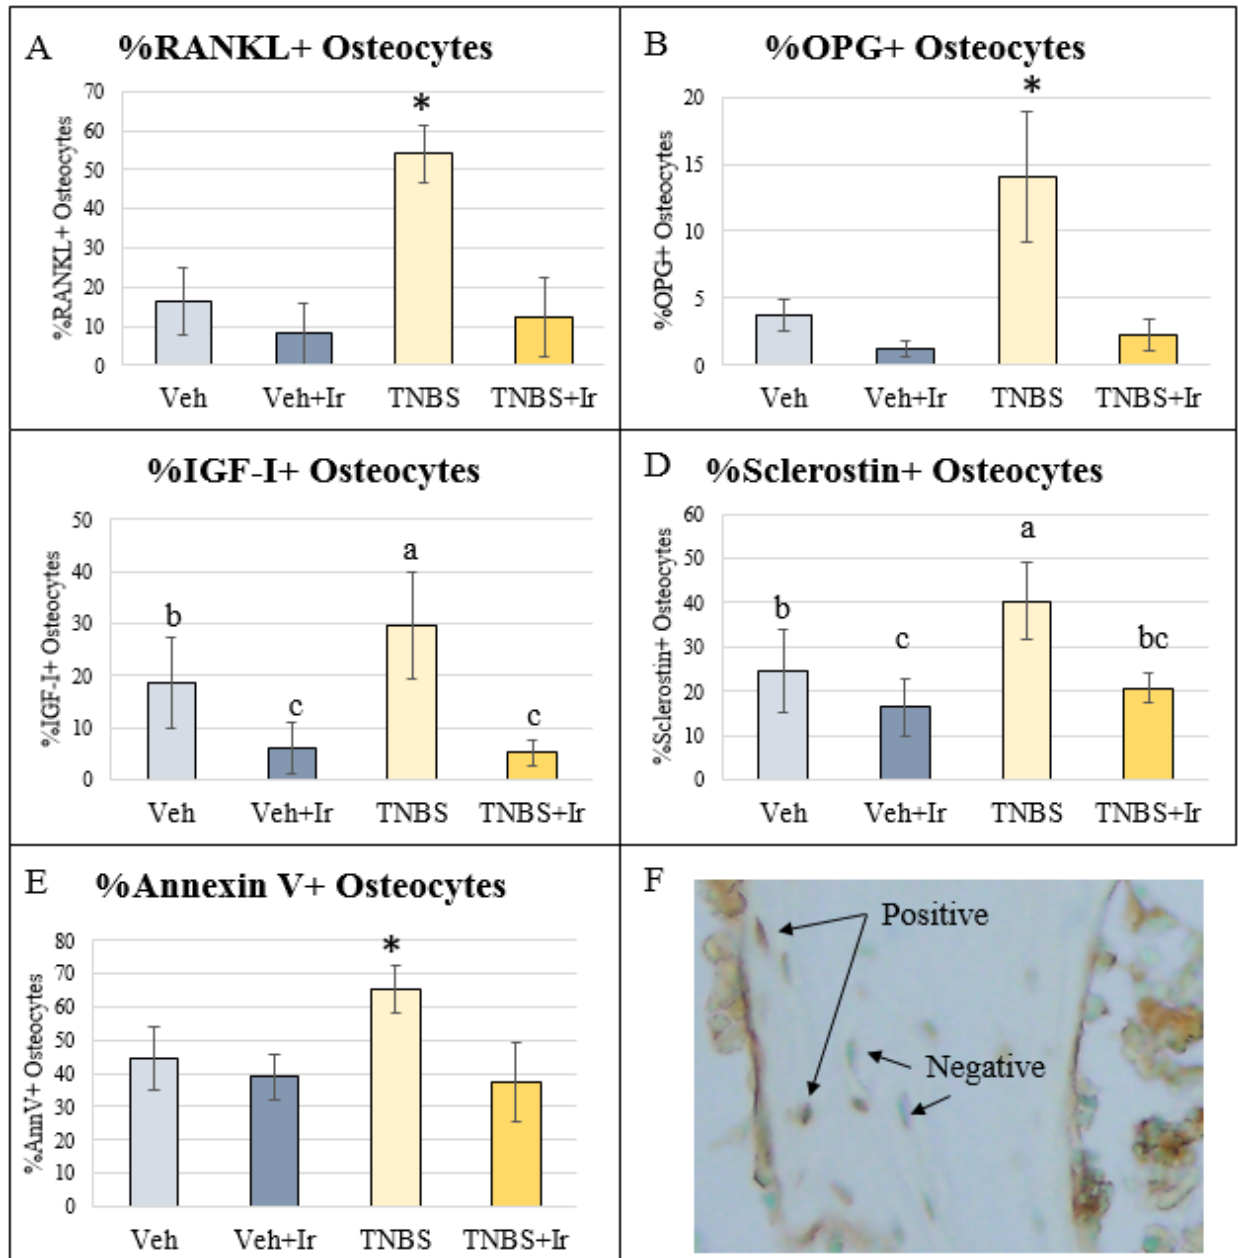 A %RANKL+ Osteocytes
%RANKL+ Osteocytes
70
60
50
40
30
20
10
0
*
Veh Veh+Ir TNBS TNBS+Ir
B %OPG+ Osteocytes
%OPG+ Osteocytes
20
15
10
5
0
*
Veh Veh+Ir TNBS TNBS+Ir
%IGF-I+ Osteocytes
%IGF-I+ Osteocytes
50
40
30
20
10
0
b c a c
Veh Veh+Ir TNBS TNBS+Ir
D %Sclerostin+ Osteocytes
%Sclerostin+ Osteocytes
60
50
40
30
20
10
0
b c a bc
Veh Veh+Ir TNBS TNBS+Ir
E %Annexin V+ Osteocytes
%AnnV+ Osteocytes
80
70
60
50
40
30
20
10
0
*
Veh Veh+Ir TNBS TNBS+Ir
F
Positive
Negative